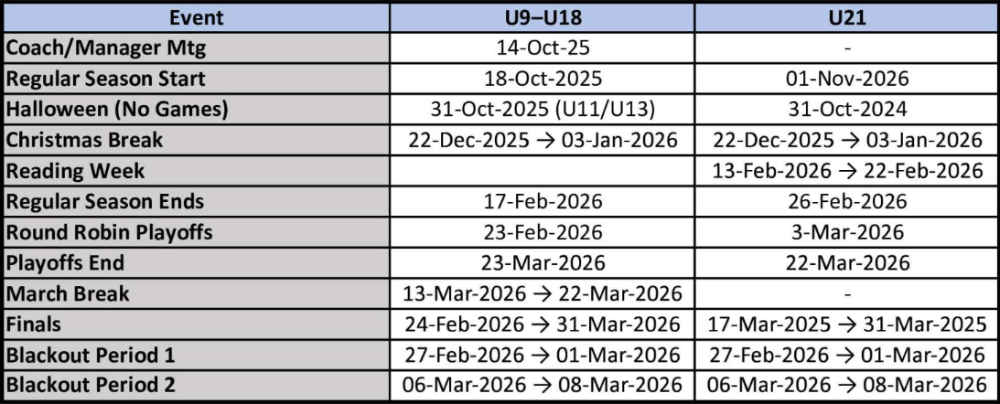 Event U9–U18 U21
Coach/Manager Mtg 14-Oct-25 -
Regular Season Start 18-Oct-2025 01-Nov-2026
Halloween (No Games) 31-Oct-2025 (U11/U13) 31-Oct-2024
Christmas Break 22-Dec-2025 → 03-Jan-2026 22-Dec-2025 → 03-Jan-2026
Reading Week 13-Feb-2026 → 22-Feb-2026
Regular Season Ends 17-Feb-2026 26-Feb-2026
Round Robin Playoffs 23-Feb-2026 3-Mar-2026
Playoffs End 23-Mar-2026 22-Mar-2026
March Break 13-Mar-2026 → 22-Mar-2026 -
Finals 24-Feb-2026 → 31-Mar-2026 17-Mar-2025 → 31-Mar-2025
Blackout Period 1 27-Feb-2026 → 01-Mar-2026 27-Feb-2026 → 01-Mar-2026
Blackout Period 2 06-Mar-2026 → 08-Mar-2026 06-Mar-2026 → 08-Mar-2026